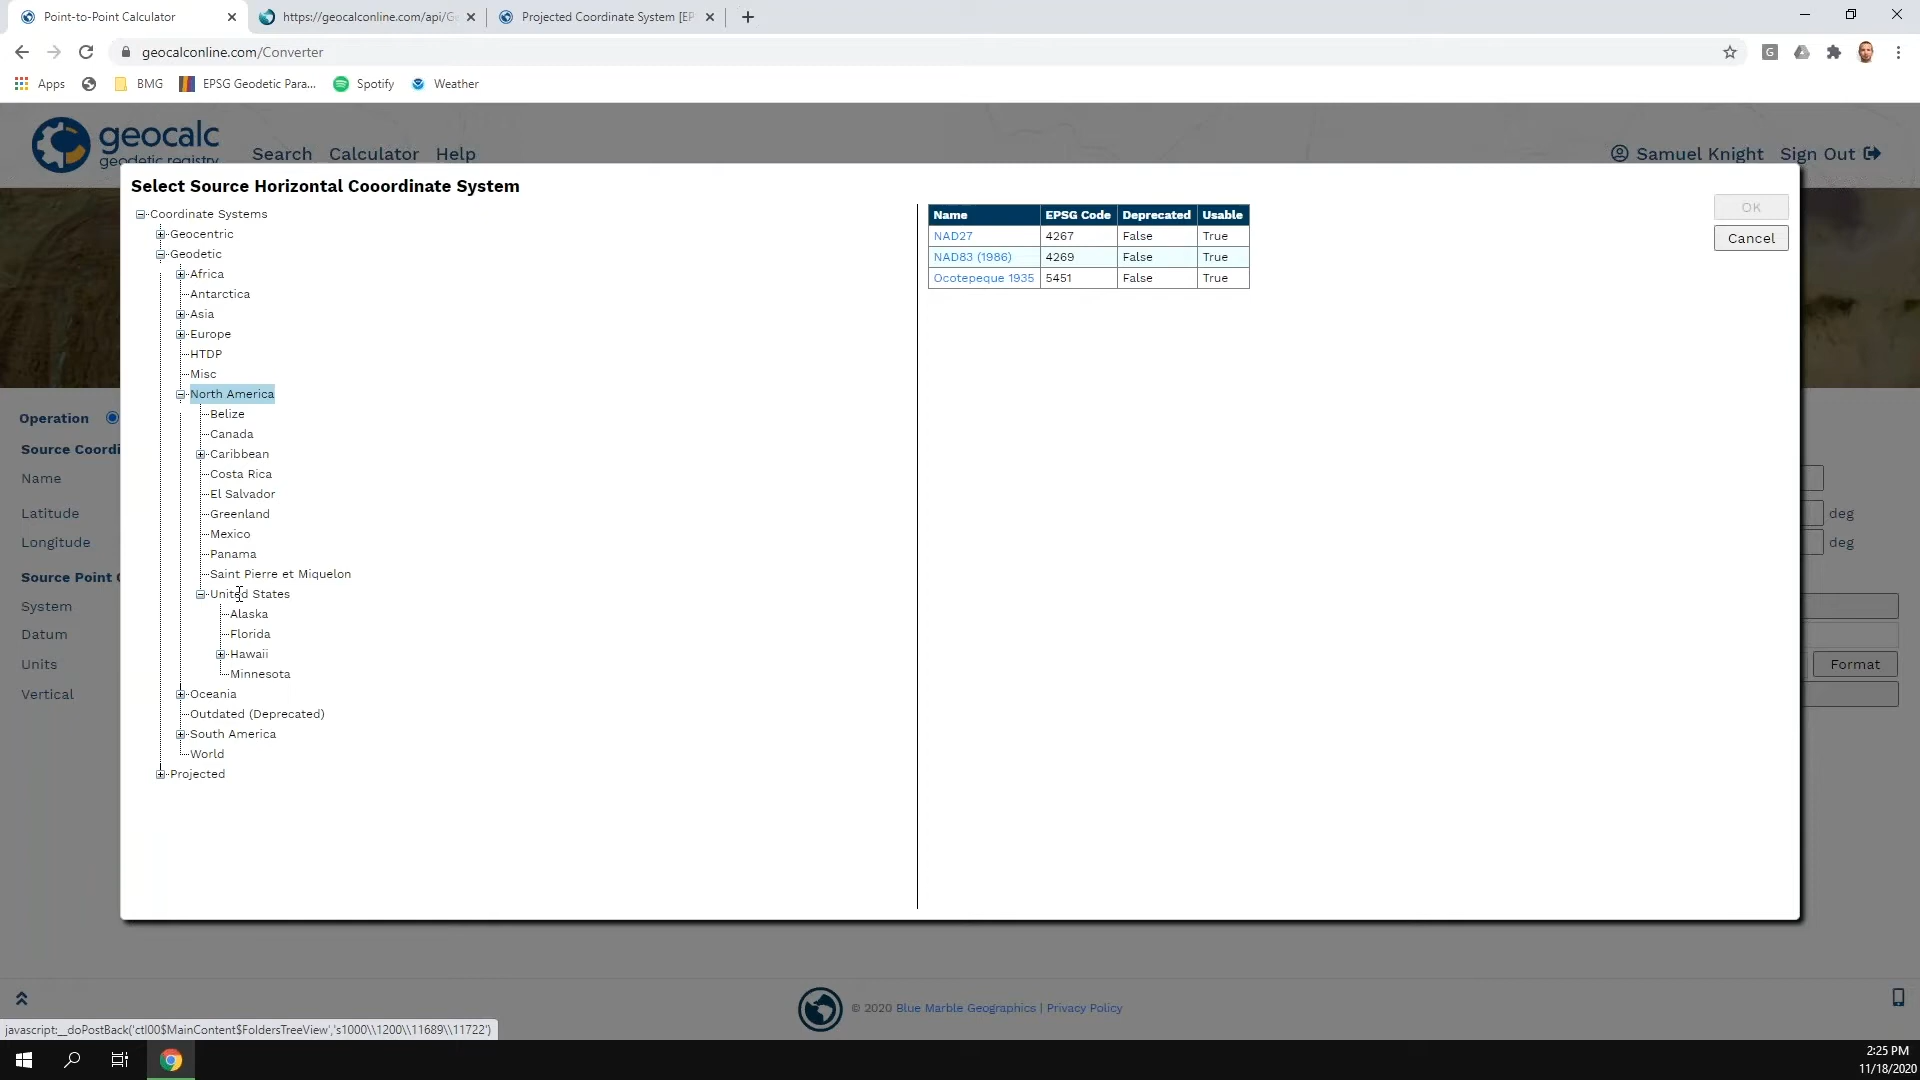 Point-to-Point Calculator
https://geocalconline.com/api/G
Projected Coordinate System [EP
geocalconline.com/Converter
Apps
BMG
EPSG Geodetic Para...
Spotify
Weather
geocalc
geodetic registry
Search
Calculator
Help
Samuel Knight
Sign Out
Select Source Horizontal Cooordinate System
Coordinate Systems
Geocentric
Geodetic
Africa
Antarctica
Asia
Europe
HTDP
Misc
North America
Belize
Canada
Caribbean
Costa Rica
El Salvador
Greenland
Mexico
Panama
Saint Pierre et Miquelon
United States
Alaska
Florida
Hawaii
Minnesota
Oceania
Outdated (Deprecated)
South America
World
Projected
Name EPSG Code Deprecated Usable
NAD27 4267 False True
NAD83 (1986) 4269 False True
Ocotepeque 1935 5451 False True
OK
Cancel
Operation
Source Coordi
Name
Latitude
deg
Longitude
deg
Source Point
System
Datum
Units
Format
Vertical
© 2020 Blue Marble Geographics | Privacy Policy
javascript:__doPostBack('ctl00$MainContent$FoldersTreeView','s1000\\1200\\11689\\11722')
2:25 PM
11/18/2020